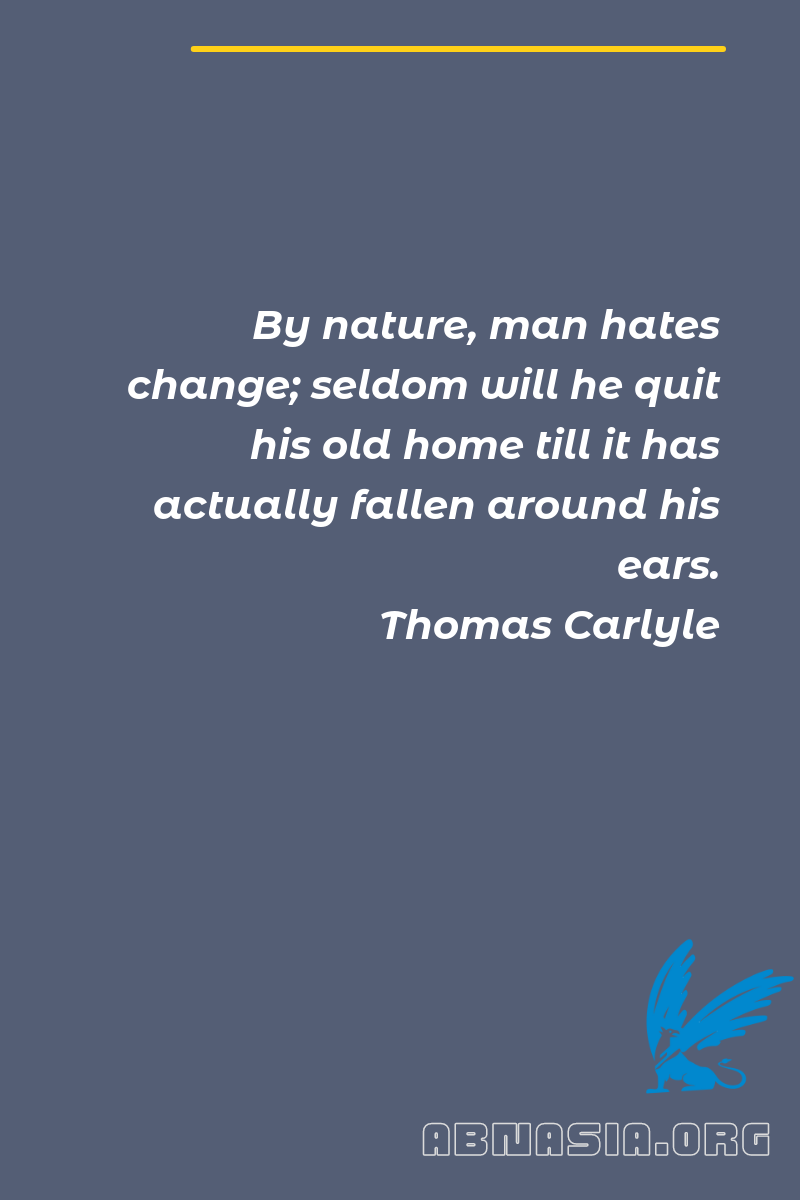 By nature, man hates
change; seldom will he quit
his old home till it has
actually fallen around his
ears.
Thomas Carlyle
ABNASIA.ORG